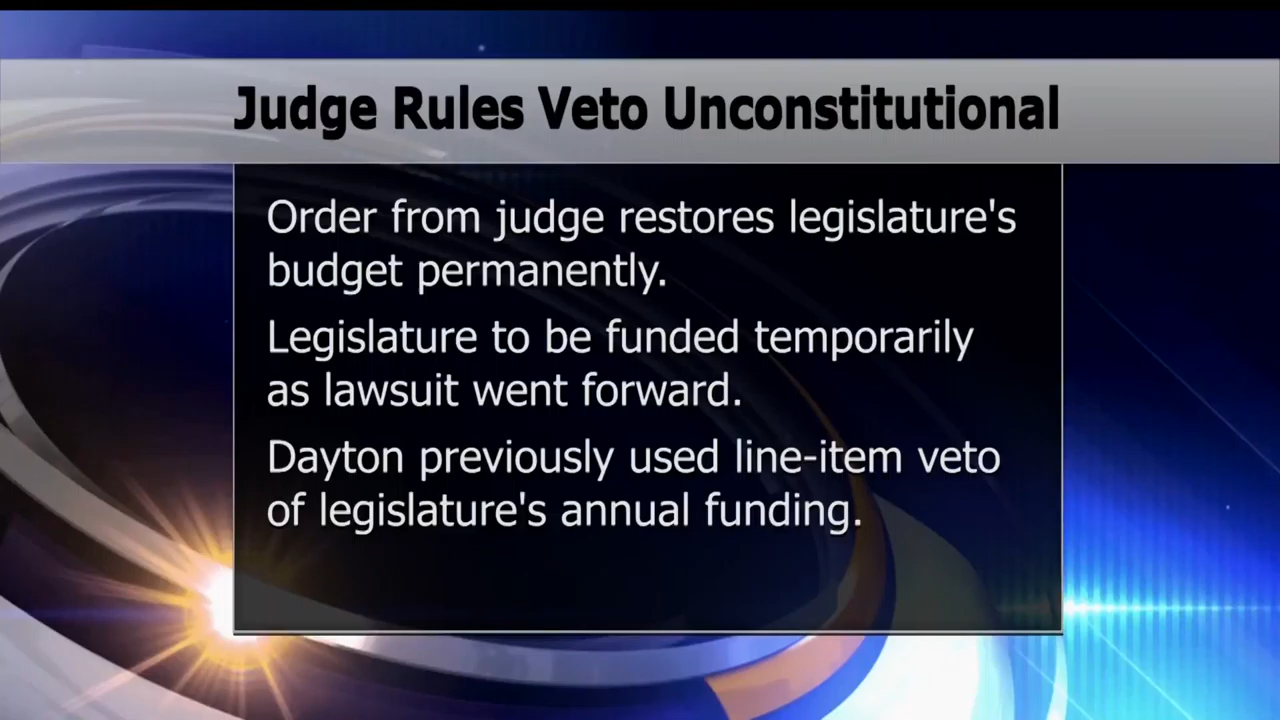 Judge Rules Veto Unconstitutional
Order from judge restores legislature's
budget permanently.
Legislature to be funded temporarily
as lawsuit went forward.
Dayton previously used line-item veto
of legislature's annual funding.